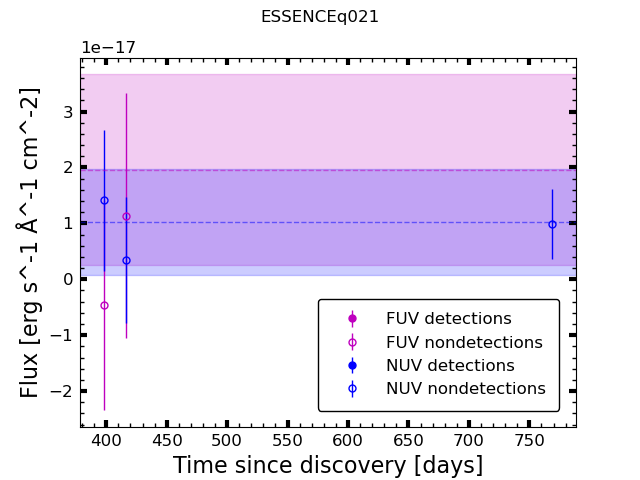 ESSENCEq021
1e−17
3
2
1
0
−1
−2
Flux [erg s^-1 Å^-1 cm^-2]
FUV detections
FUV nondetections
NUV detections
NUV nondetections
400 450 500 550 600 650 700 750
Time since discovery [days]